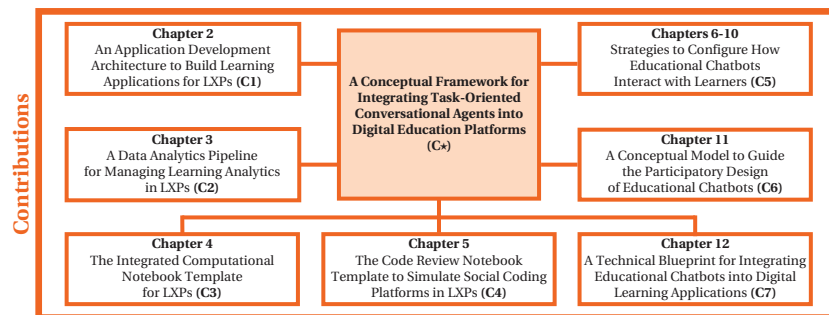 Contributions
Chapter 2
An Application Development
Architecture to Build Learning
Applications for LXPs (C1)
A Conceptual Framework for
Integrating Task-Oriented
Conversational Agents into
Digital Education Platforms
(C⋆)
Chapters 6-10
Strategies to Configure How
Educational Chatbots
Interact with Learners (C5)
Chapter 3
A Data Analytics Pipeline
for Managing Learning Analytics
in LXPs (C2)
Chapter 11
A Conceptual Model to Guide
the Participatory Design
of Educational Chatbots (C6)
Chapter 4
The Integrated Computational
Notebook Template
for LXPs (C3)
Chapter 5
The Code Review Notebook
Template to Simulate Social Coding
Platforms in LXPs (C4)
Chapter 12
A Technical Blueprint for Integrating
Educational Chatbots into Digital
Learning Applications (C7)